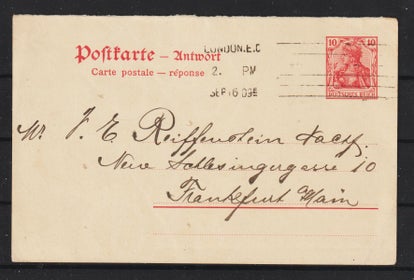 Postkarte – Antwort
Carte postale – réponse
LONDON.E.C
2. PM
SEP 16 09
10 10
DEUTSCHES REICH
Mr. J. E. Reiffenstein Nachf.
Neue Schlesingergasse 10
Frankfurt Main